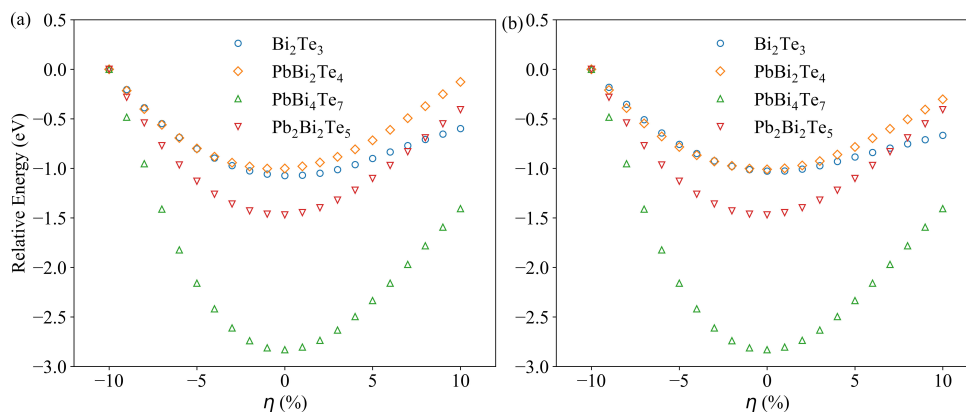 (a)
Relative Energy (eV)
0.5
0.0
−0.5
−1.0
−1.5
−2.0
−2.5
−3.0
Bi₂Te₃
PbBi₂Te₄
PbBi₄Te₇
Pb₂Bi₂Te₅
−10 −5 0 5 10
η (%)
(b)
0.5
0.0
−0.5
−1.0
−1.5
−2.0
−2.5
−3.0
Bi₂Te₃
PbBi₂Te₄
PbBi₄Te₇
Pb₂Bi₂Te₅
−10 −5 0 5 10
η (%)